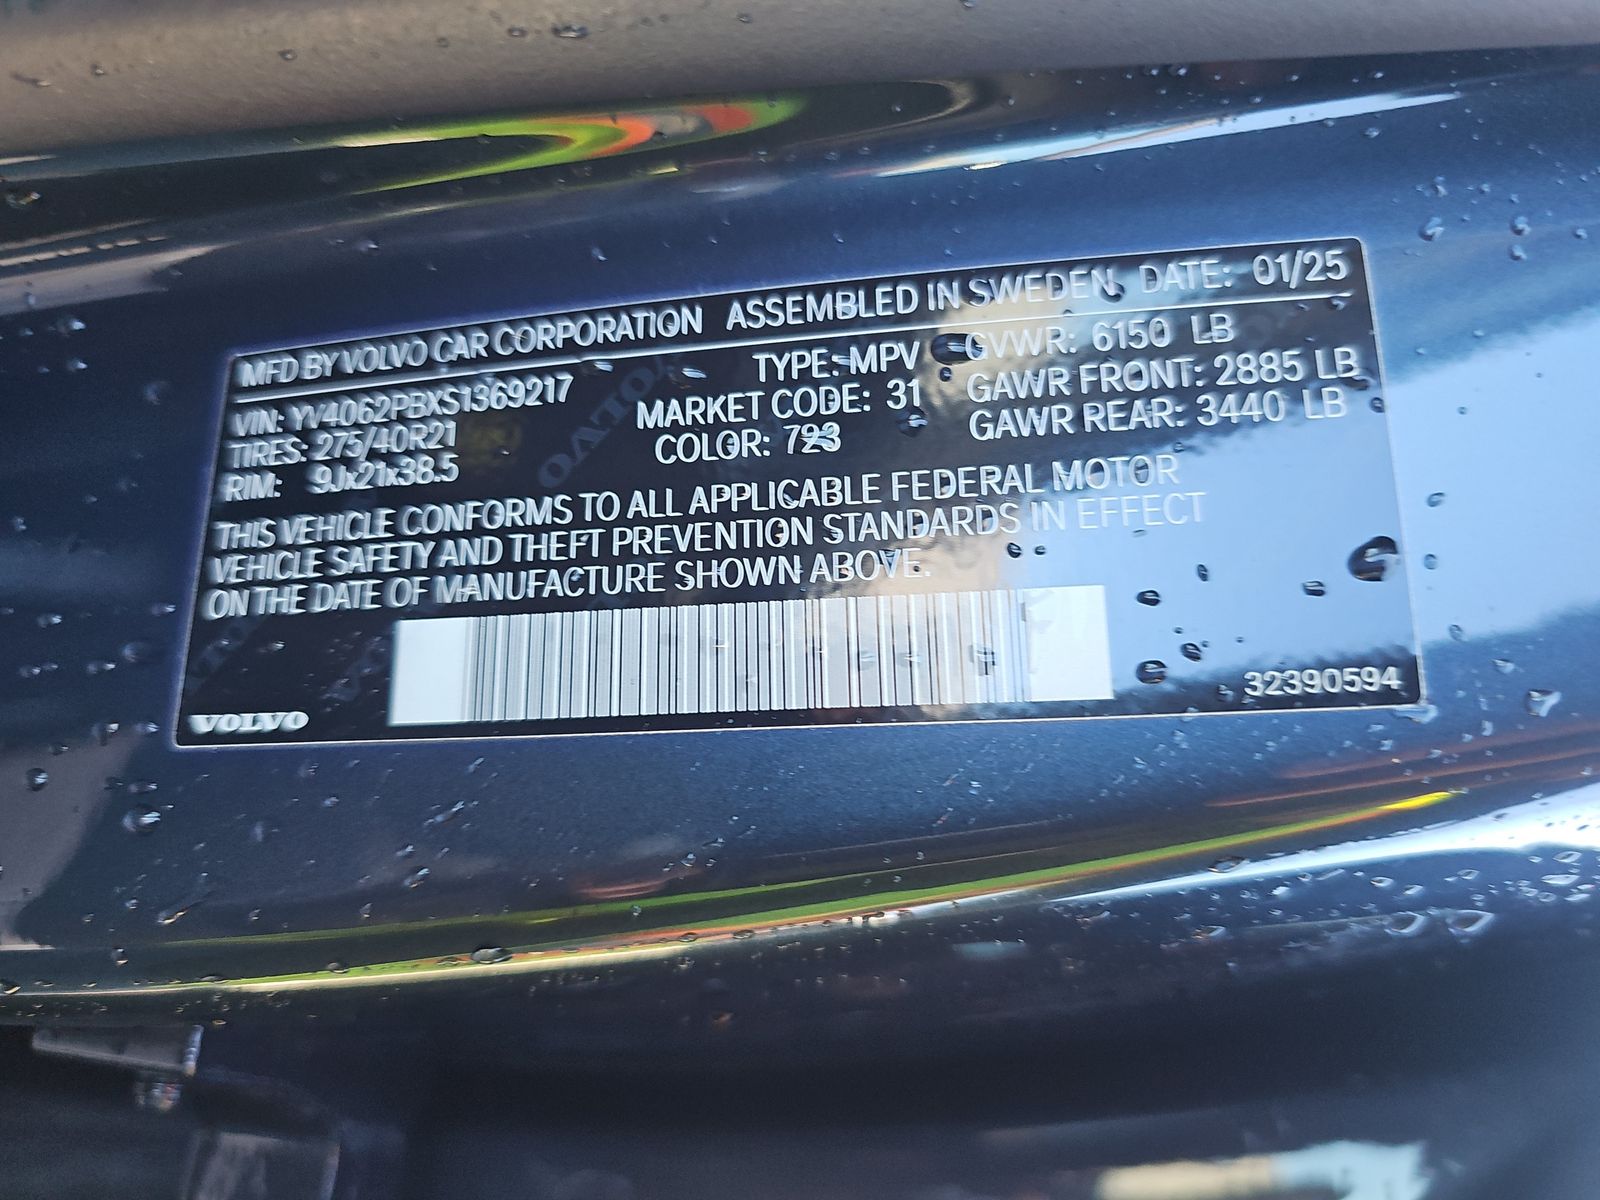 MFD BY VOLVO CAR CORPORATION ASSEMBLED IN SWEDEN DATE: 01/25
VIN: YV4062PBXS1369217 TYPE: MPV GVWR: 6150 LB
TIRES: 275/40R21 MARKET CODE: 31 GAWR FRONT: 2885 LB
RIM: 9Jx21x38.5 COLOR: 723 GAWR REAR: 3440 LB
THIS VEHICLE CONFORMS TO ALL APPLICABLE FEDERAL MOTOR
VEHICLE SAFETY AND THEFT PREVENTION STANDARDS IN EFFECT
ON THE DATE OF MANUFACTURE SHOWN ABOVE.
VOLVO 32390594